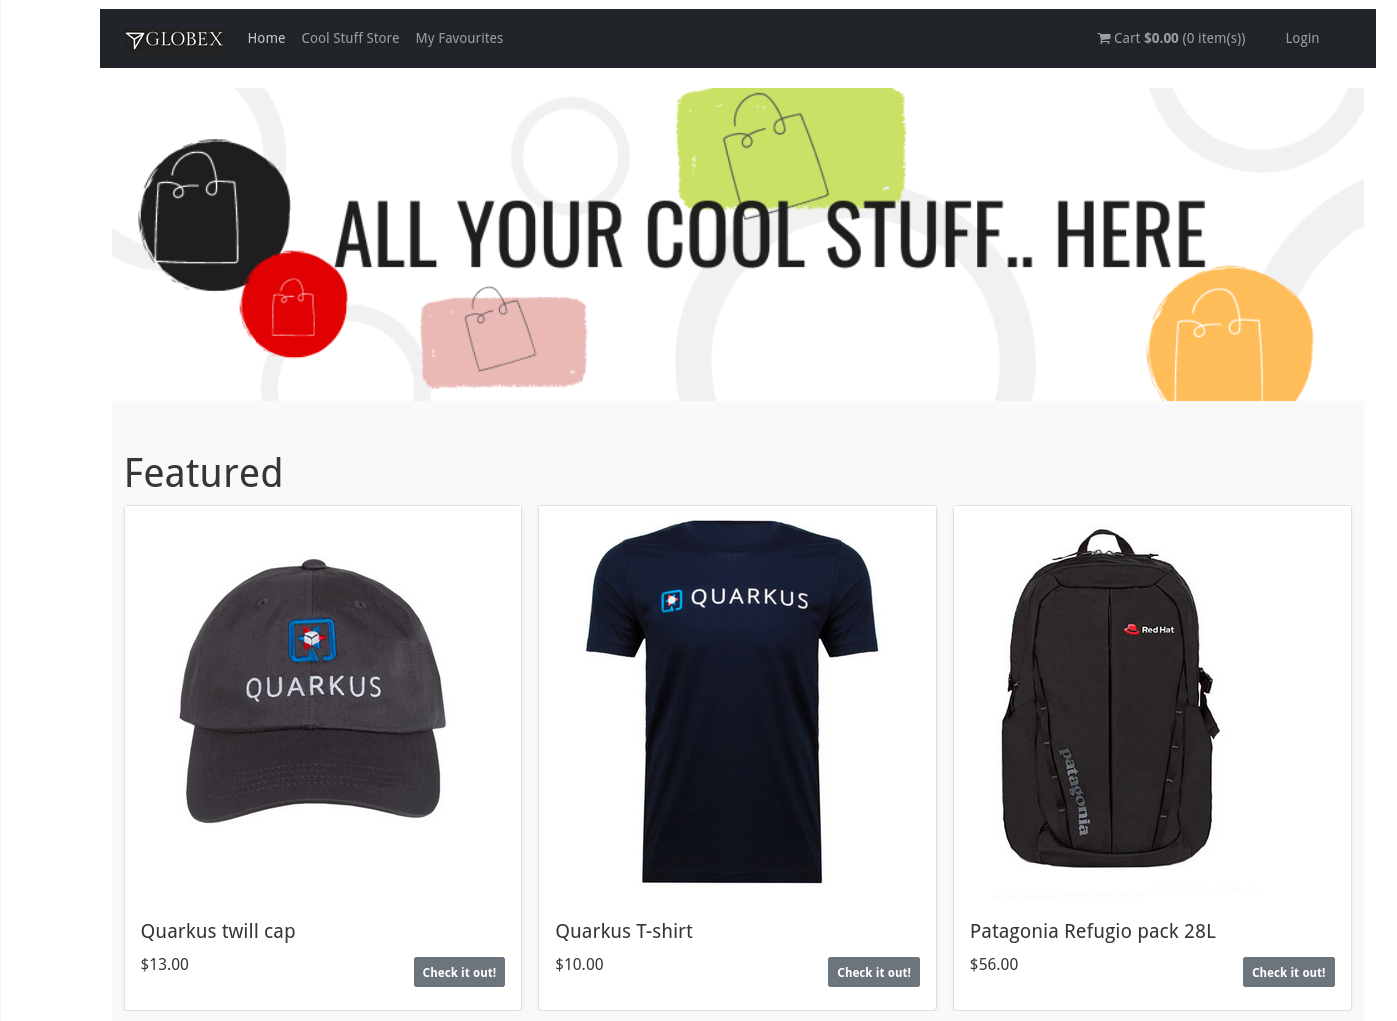 GLOBEX Home Cool Stuff Store My Favourites Cart $0.00 (0 item(s)) Login
ALL YOUR COOL STUFF.. HERE
Featured
QUARKUS
QUARKUS
Red Hat
patagonia
Quarkus twill cap
$13.00
Check it out!
Quarkus T-shirt
$10.00
Check it out!
Patagonia Refugio pack 28L
$56.00
Check it out!